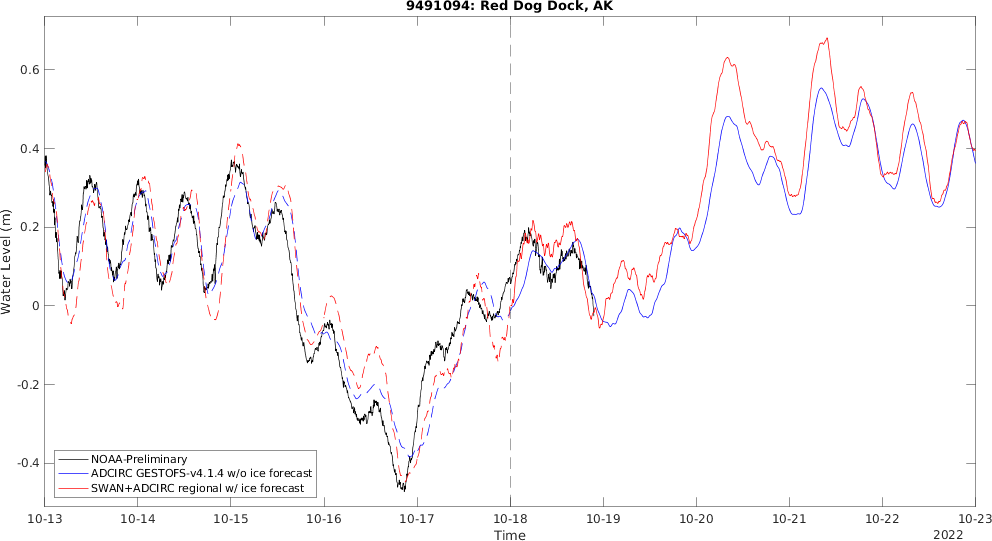 9491094: Red Dog Dock, AK
Water Level (m)
0.6
0.4
0.2
0
-0.2
-0.4
NOAA-Preliminary
ADCIRC GESTOFS-v4.1.4 w/o ice forecast
SWAN+ADCIRC regional w/ ice forecast
10-13 10-14 10-15 10-16 10-17 10-18 10-19 10-20 10-21 10-22 10-23
Time
2022